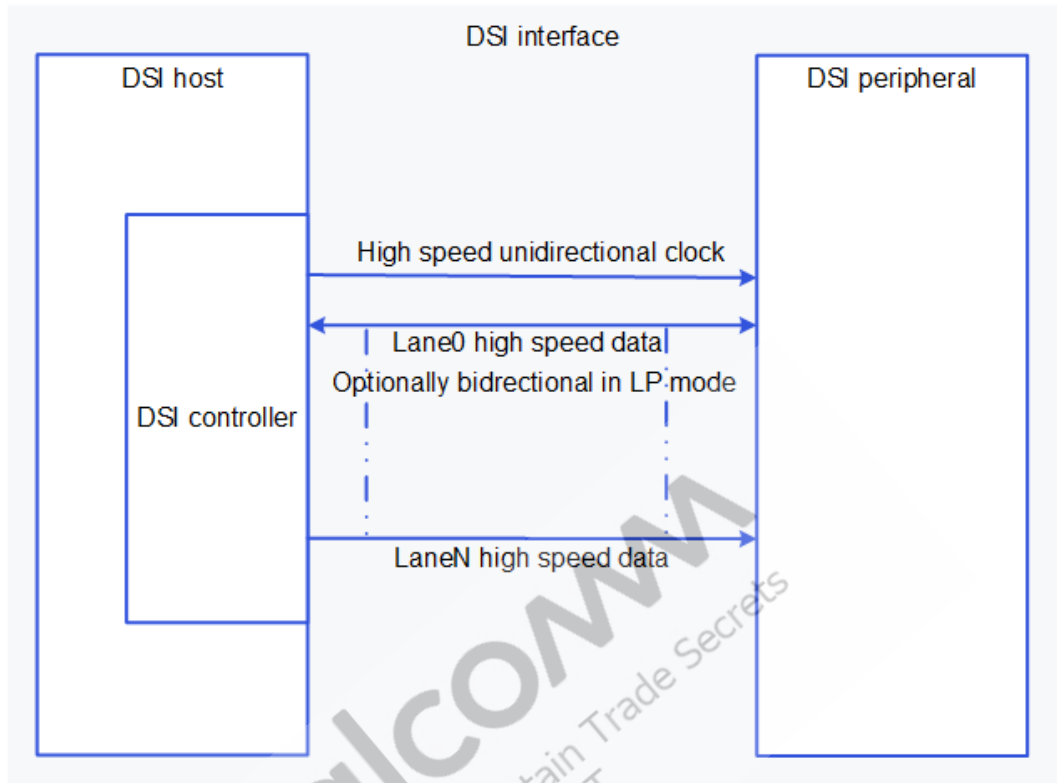 DSI interface
DSI host
DSI peripheral
High speed unidirectional clock
Lane0 high speed data
Optionally bidrectional in LP mode
DSI controller
LaneN high speed data
Trade Secrets